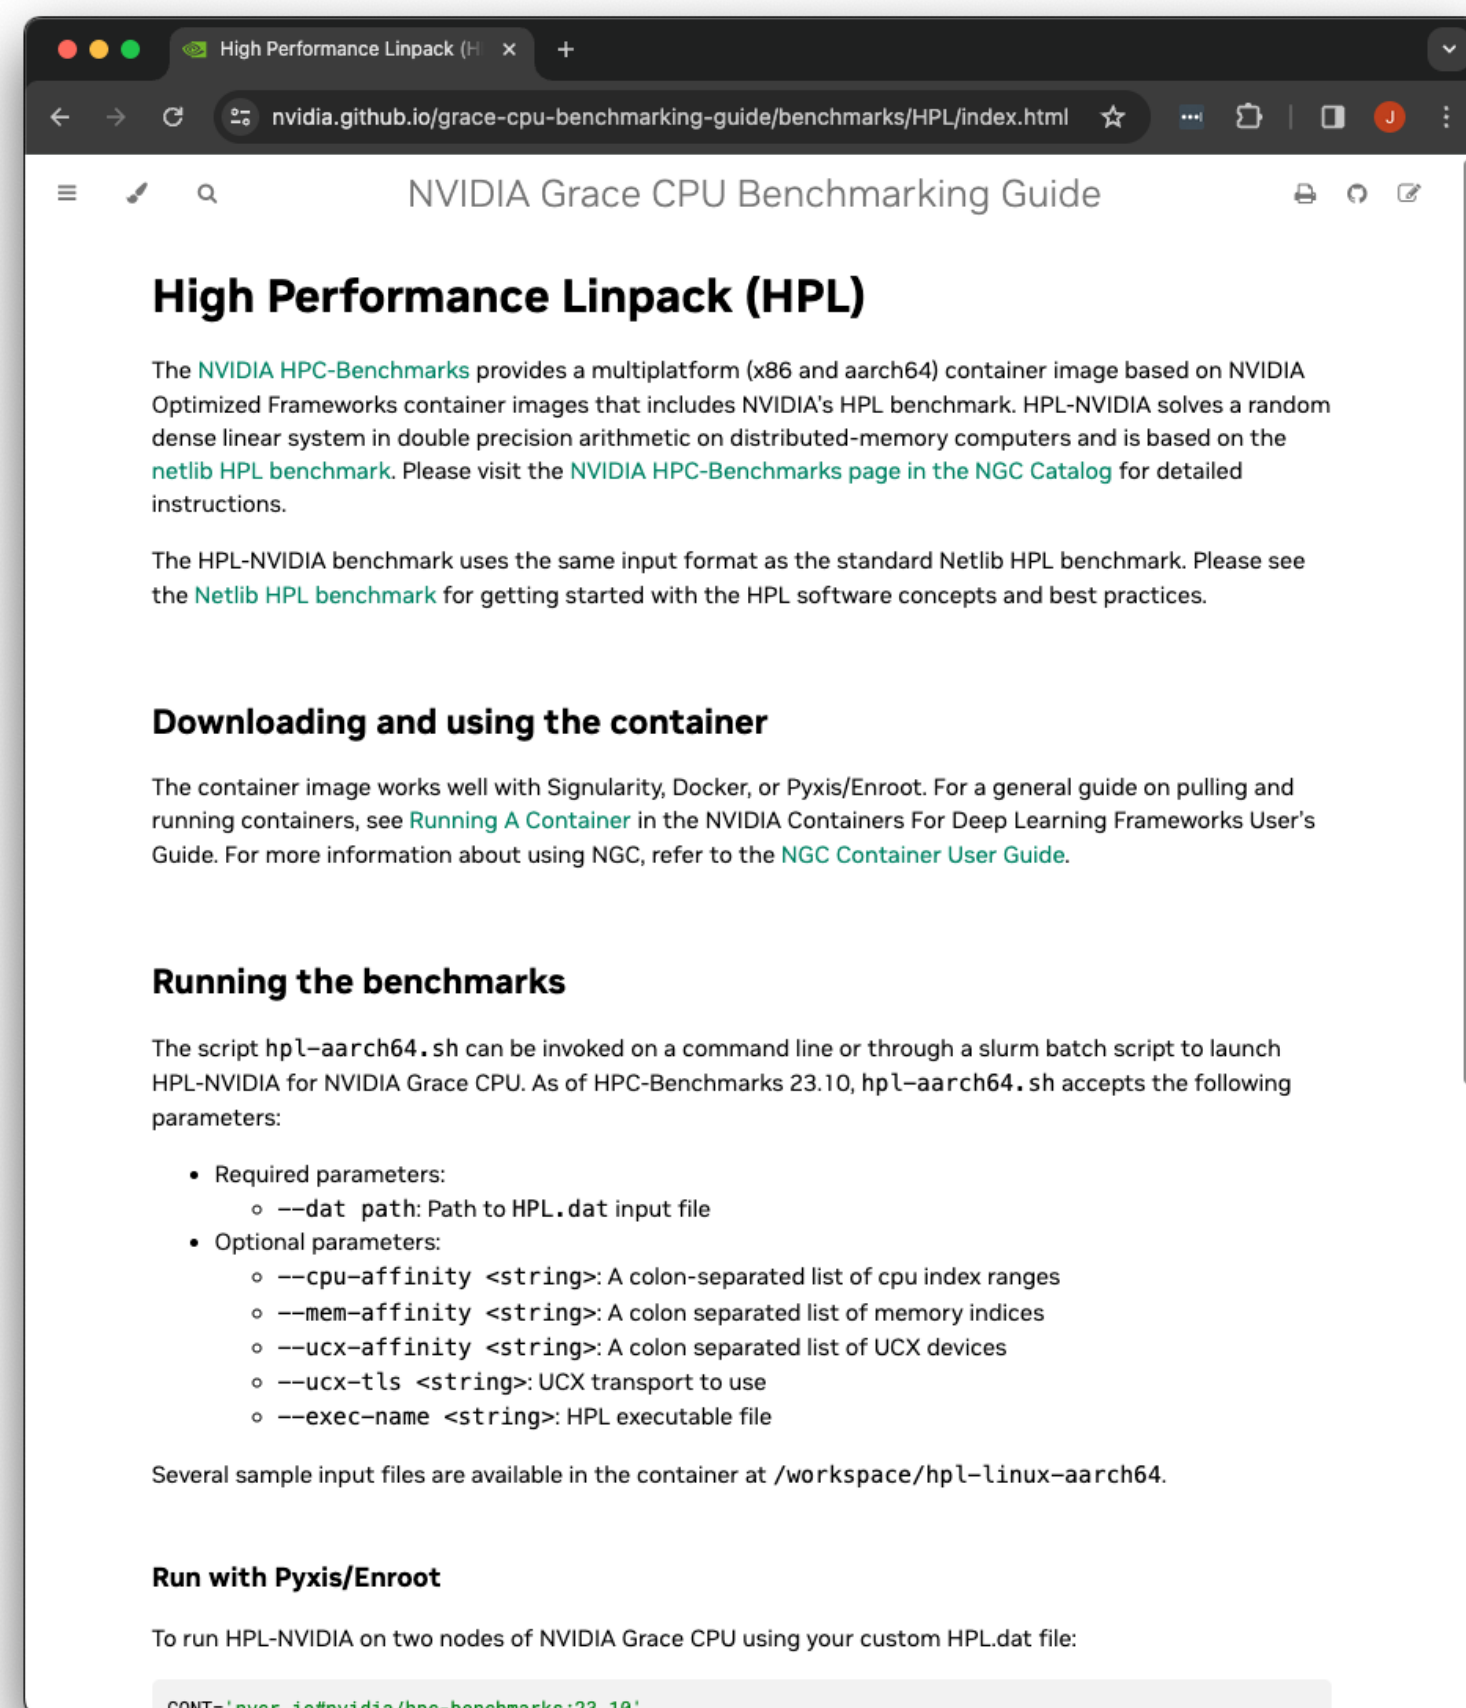 High Performance Linpack (H
nvidia.github.io/grace-cpu-benchmarking-guide/benchmarks/HPL/index.html
J
NVIDIA Grace CPU Benchmarking Guide
High Performance Linpack (HPL)
The NVIDIA HPC-Benchmarks provides a multiplatform (x86 and aarch64) container image based on NVIDIA
Optimized Frameworks container images that includes NVIDIA's HPL benchmark. HPL-NVIDIA solves a random
dense linear system in double precision arithmetic on distributed-memory computers and is based on the
netlib HPL benchmark. Please visit the NVIDIA HPC-Benchmarks page in the NGC Catalog for detailed
instructions.
The HPL-NVIDIA benchmark uses the same input format as the standard Netlib HPL benchmark. Please see
the Netlib HPL benchmark for getting started with the HPL software concepts and best practices.
Downloading and using the container
The container image works well with Signularity, Docker, or Pyxis/Enroot. For a general guide on pulling and
running containers, see Running A Container in the NVIDIA Containers For Deep Learning Frameworks User's
Guide. For more information about using NGC, refer to the NGC Container User Guide.
Running the benchmarks
The script hpl-aarch64.sh can be invoked on a command line or through a slurm batch script to launch
HPL-NVIDIA for NVIDIA Grace CPU. As of HPC-Benchmarks 23.10, hpl-aarch64.sh accepts the following
parameters:
• Required parameters:
◦ --dat path: Path to HPL.dat input file
• Optional parameters:
◦ --cpu-affinity <string>: A colon-separated list of cpu index ranges
◦ --mem-affinity <string>: A colon separated list of memory indices
◦ --ucx-affinity <string>: A colon separated list of UCX devices
◦ --ucx-tls <string>: UCX transport to use
◦ --exec-name <string>: HPL executable file
Several sample input files are available in the container at /workspace/hpl-linux-aarch64.
Run with Pyxis/Enroot
To run HPL-NVIDIA on two nodes of NVIDIA Grace CPU using your custom HPL.dat file:
CONT='nvcr.io#nvidia/hpc-benchmarks:23.10'